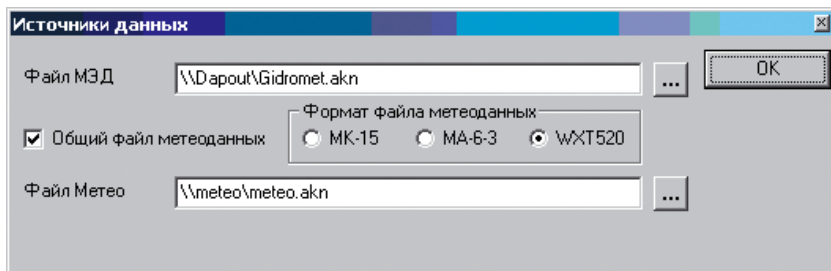 Источники данных
Файл МЭД \\Dapout\Gidromet.akn ... OK
Формат файла метеоданных
Общий файл метеоданных МК-15 МА-6-3 WXT520
Файл Метео \\meteo\meteo.akn ...